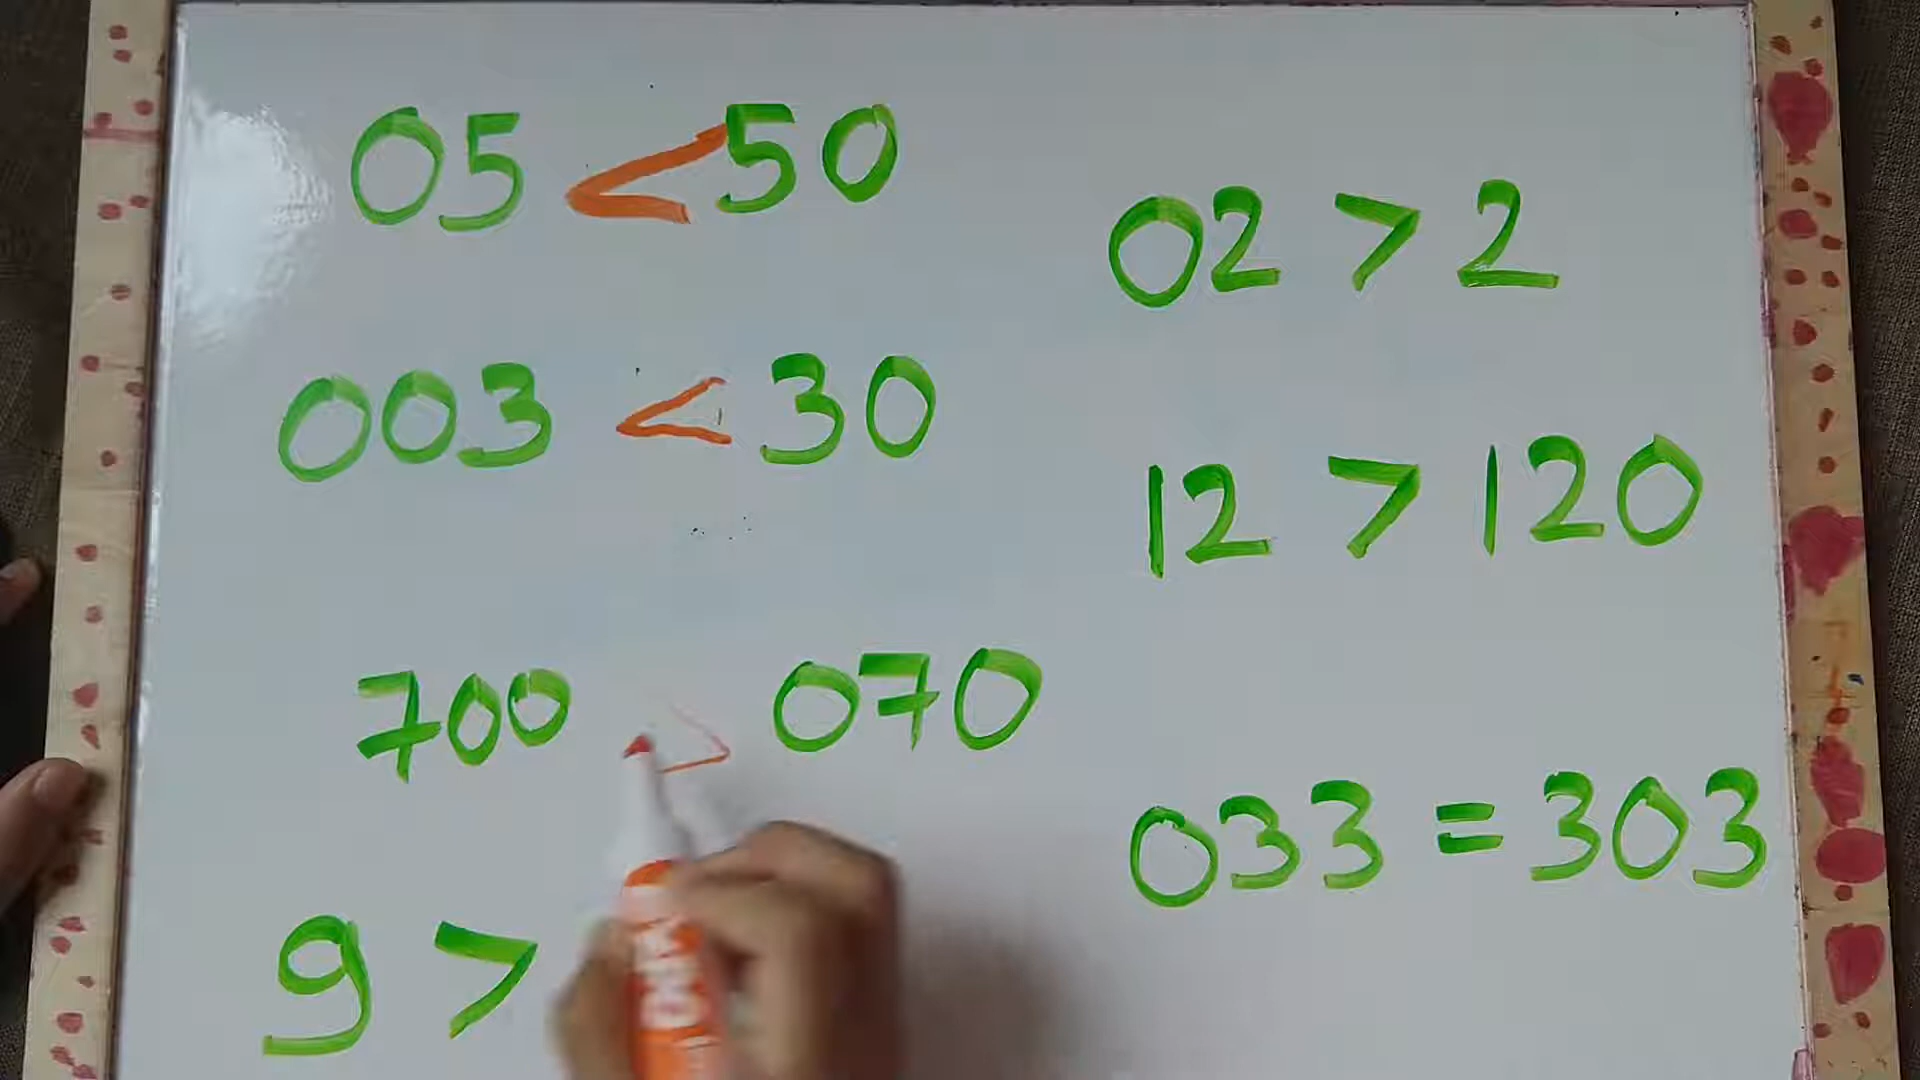 05 < 50
003 < 30
700 > 070
9 >
02 > 2
12 > 120
033 = 303